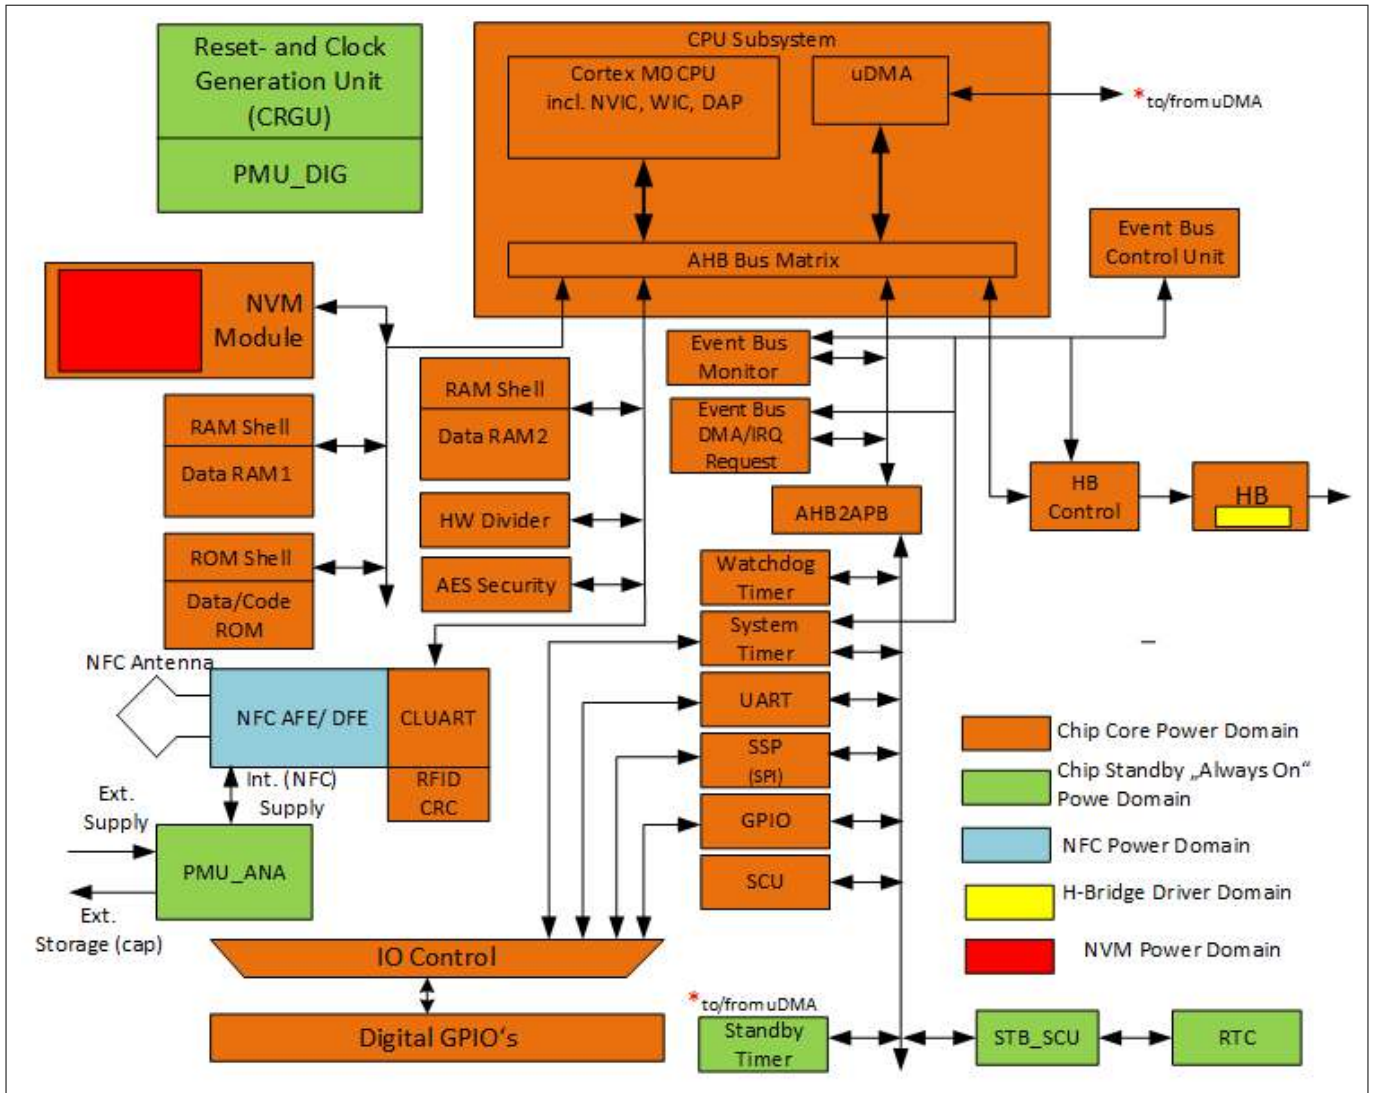 Reset- and Clock
Generation Unit
(CRGU)
PMU_DIG
CPU Subsystem
Cortex M0 CPU
incl. NVIC, WIC, DAP
uDMA
*to/from uDMA
AHB Bus Matrix
Event Bus
Control Unit
NVM
Module
RAM Shell
Data RAM1
ROM Shell
Data/Code
ROM
RAM Shell
Data RAM2
HW Divider
AES Security
Event Bus
Monitor
Event Bus
DMA/IRQ
Request
AHB2APB
HB
Control
HB
Watchdog
Timer
System
Timer
UART
SSP
(SPI)
GPIO
SCU
NFC Antenna
NFC AFE/ DFE
CLUART
RFID
CRC
Int. (NFC)
Supply
Ext.
Supply
PMU_ANA
Ext.
Storage (cap)
IO Control
Digital GPIO‘s
*to/from uDMA
Standby
Timer
STB_SCU
RTC
Chip Core Power Domain
Chip Standby „Always On“
Powe Domain
NFC Power Domain
H-Bridge Driver Domain
NVM Power Domain